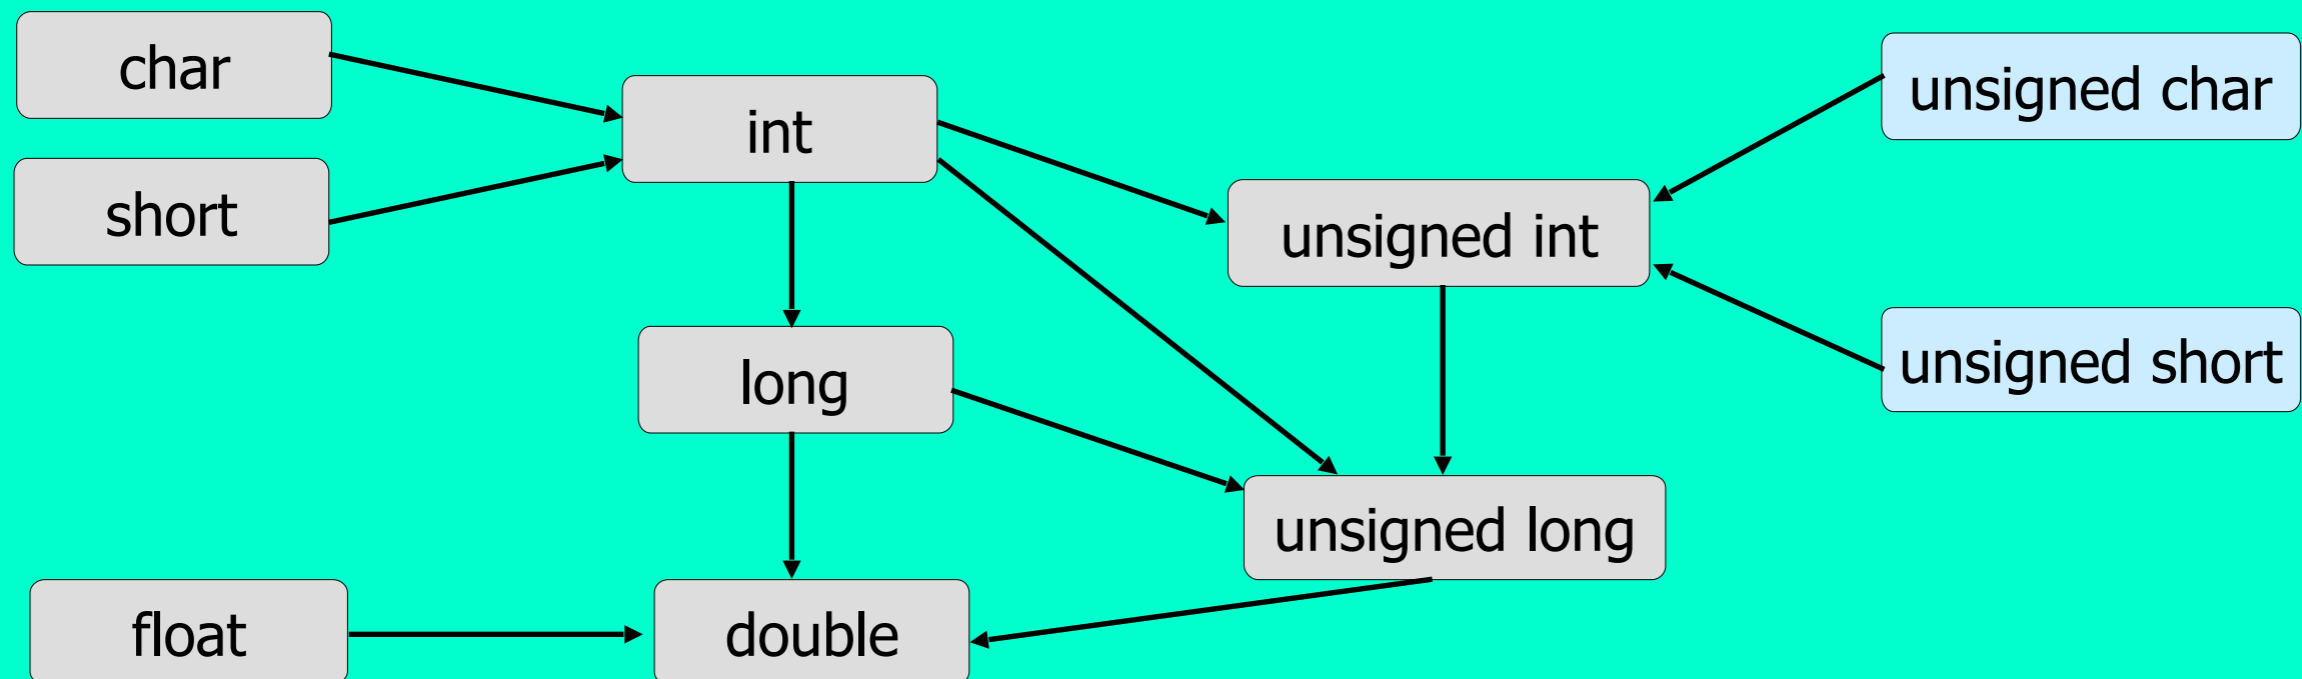 char
unsigned char
int
short
unsigned int
unsigned short
long
unsigned long
float
double